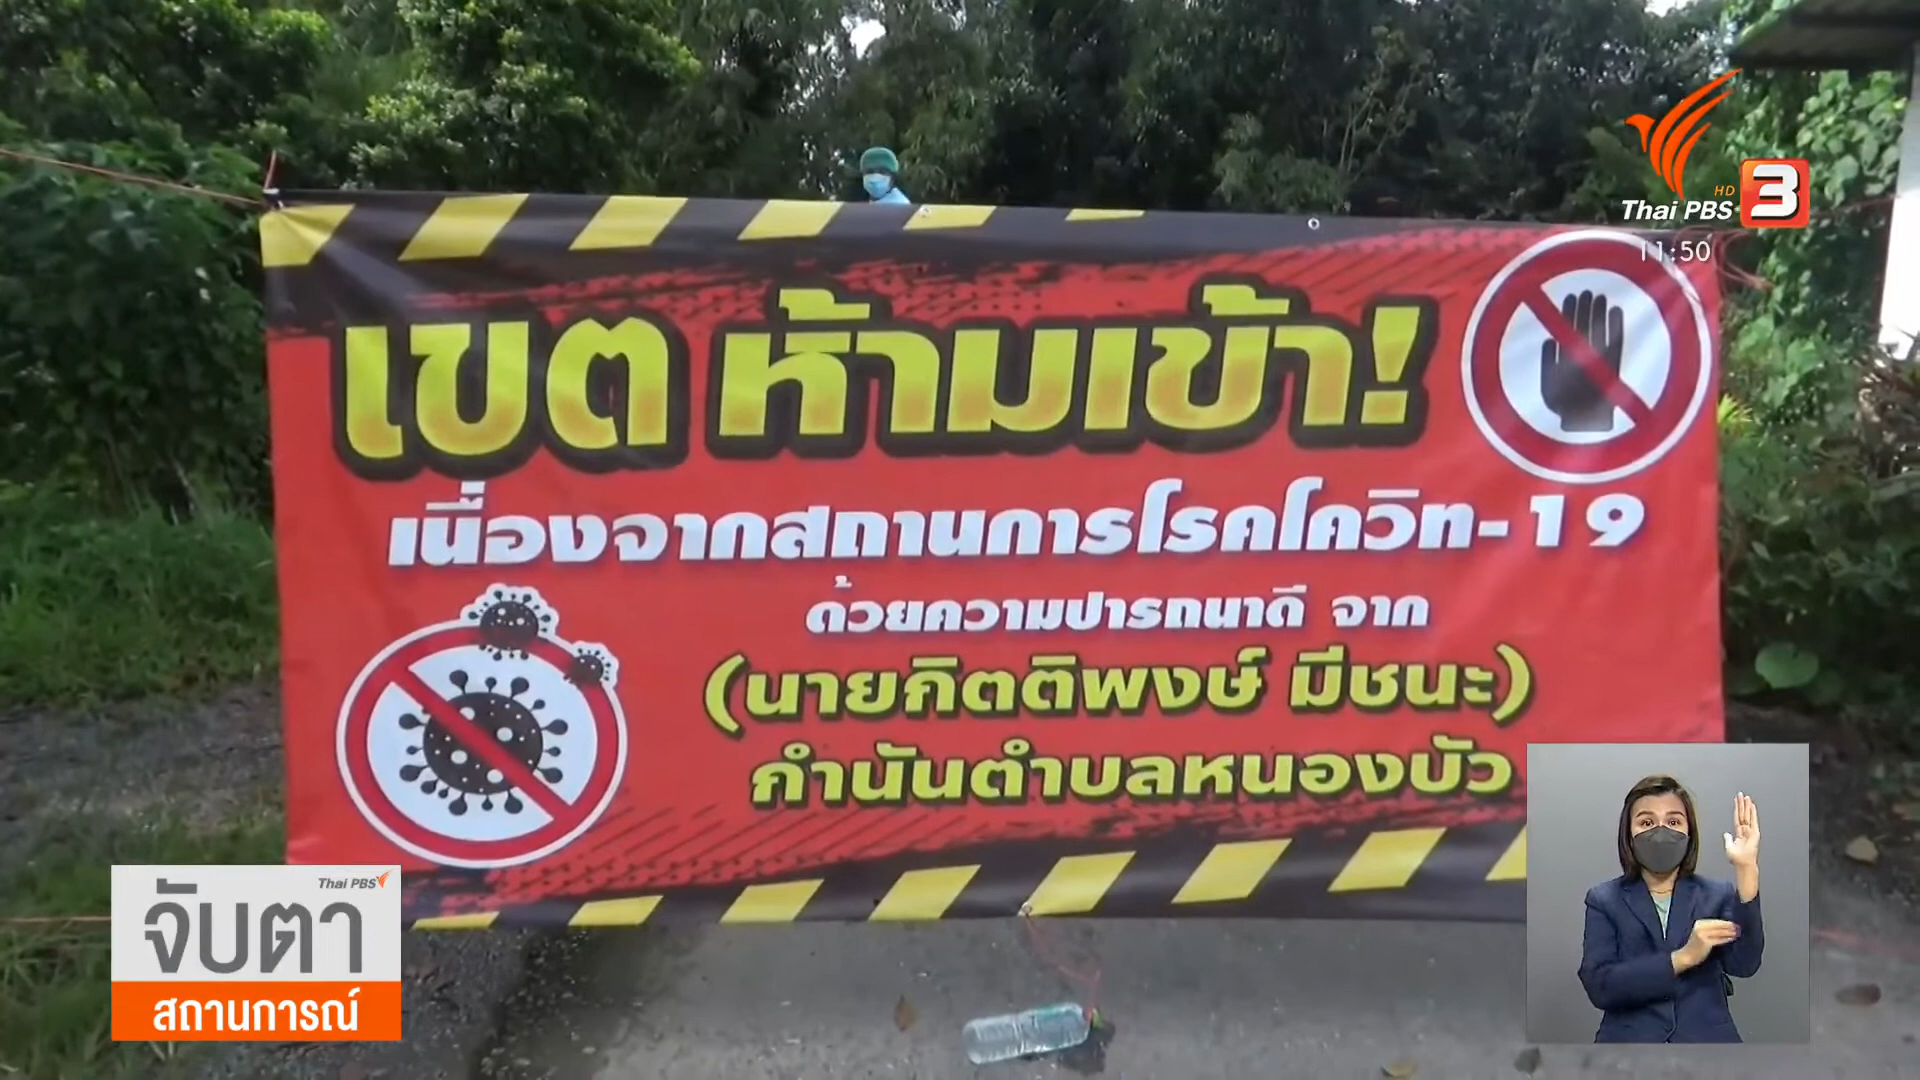 Thai PBS HD 3
11:50
เขต ห้ามเข้า!
เนื่องจากสถานการโรคโควิท-19
ด้วยความปารถนาดี จาก
(นายกิตติพงษ์ มีชนะ)
กำนันตำบลหนองบัว
Thai PBS
จับตา
สถานการณ์